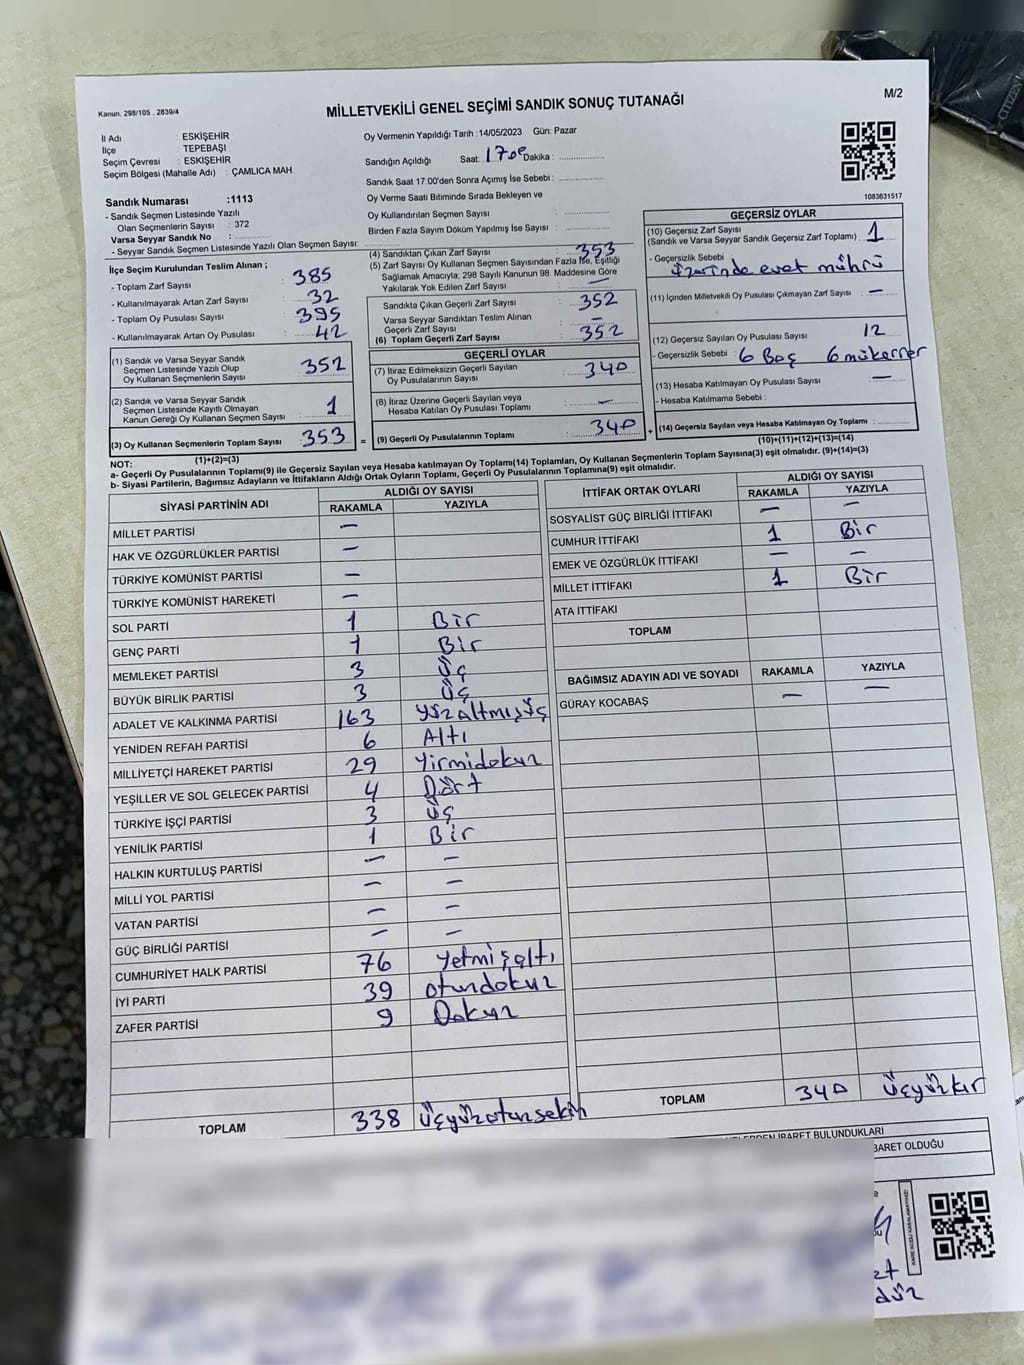 Kanun: 298/105 , 2839/4
MİLLETVEKİLİ GENEL SEÇİMİ SANDIK SONUÇ TUTANAĞI
M/2
İl Adı : ESKİŞEHİR
İlçe : TEPEBAŞI
Seçim Çevresi : ESKİŞEHİR
Seçim Bölgesi (Mahalle Adı) : ÇAMLICA MAH.
Sandık Numarası :1113
- Sandık Seçmen Listesinde Yazılı
Olan Seçmenlerin Sayısı : 372
Varsa Seyyar Sandık No :
- Seyyar Sandık Seçmen Listesinde Yazılı Olan Seçmen Sayısı:
Oy Vermenin Yapıldığı Tarih :14/05/2023 Gün: Pazar
Sandığın Açıldığı Saat: 17 00 Dakika :
Sandık Saat 17.00'den Sonra Açımış İse Sebebi :
Oy Verme Saati Bitiminde Sırada Bekleyen ve
Oy Kullandırılan Seçmen Sayısı :
Birden Fazla Sayım Döküm Yapılmış İse Sayısı :
1083631517
İlçe Seçim Kurulundan Teslim Alınan ;
- Toplam Zarf Sayısı : 385
- Kullanılmayarak Artan Zarf Sayısı : 32
- Toplam Oy Pusulası Sayısı : 395
- Kullanılmayarak Artan Oy Pusulası : 42
(1) Sandık ve Varsa Seyyar Sandık
Seçmen Listesinde Yazılı Olup
Oy Kullanan Seçmenlerin Sayısı : 352
(2) Sandık ve Varsa Seyyar Sandık
Seçmen Listesinde Kayıtlı Olmayan
Kanun Gereği Oy Kullanan Seçmen Sayısı : 1
(3) Oy Kullanan Seçmenlerin Toplam Sayısı : 353 =
(1)+(2)=(3)
(4) Sandıktan Çıkan Zarf Sayısı : 353
(5) Zarf Sayısı Oy Kullanan Seçmen Sayısından Fazla İse, Eşitliği
Sağlamak Amacıyla; 298 Sayılı Kanunun 98. Maddesine Göre
Yakılarak Yok Edilen Zarf Sayısı : —
Sandıkta Çıkan Geçerli Zarf Sayısı : 352
Varsa Seyyar Sandıktan Teslim Alınan
Geçerli Zarf Sayısı : —
(6) Toplam Geçerli Zarf Sayısı : 352
GEÇERLİ OYLAR
(7) İtiraz Edilmeksizin Geçerli Sayılan
Oy Pusulalarının Sayısı : 340
(8) İtiraz Üzerine Geçerli Sayılan veya
Hesaba Katılan Oy Pusulası Toplamı : —
(9) Geçerli Oy Pusulalarının Toplamı : 340 +
GEÇERSİZ OYLAR
(10) Geçersiz Zarf Sayısı
(Sandık ve Varsa Seyyar Sandık Geçersiz Zarf Toplamı) : 1
- Geçersizlik Sebebi : üzerinde evet mührü
(11) İçinden Milletvekili Oy Pusulası Çıkmayan Zarf Sayısı : —
(12) Geçersiz Sayılan Oy Pusulası Sayısı : 12
- Geçersizlik Sebebi : 6 Boş 6 mükerrer
(13) Hesaba Katılmayan Oy Pusulası Sayısı : —
- Hesaba Katılmama Sebebi :
(14) Geçersiz Sayılan veya Hesaba Katılmayan Oy Toplamı :
(10)+(11)+(12)+(13)=(14)
NOT:
a- Geçerli Oy Pusulalarının Toplamı(9) ile Geçersiz Sayılan veya Hesaba katılmayan Oy Toplamı(14) Toplamları, Oy Kullanan Seçmenlerin Toplam Sayısına(3) eşit olmalıdır. (9)+(14)=(3)
b- Siyasi Partilerin, Bağımsız Adayların ve İttifakların Aldığı Ortak Oyların Toplamı, Geçerli Oy Pusulalarının Toplamına(9) eşit olmalıdır.
SİYASİ PARTİNİN ADI ALDIĞI OY SAYISI
RAKAMLA YAZIYLA
MİLLET PARTİSİ —
HAK VE ÖZGÜRLÜKLER PARTİSİ —
TÜRKİYE KOMÜNİST PARTİSİ —
TÜRKİYE KOMÜNİST HAREKETİ —
SOL PARTİ 1 Bir
GENÇ PARTİ 1 Bir
MEMLEKET PARTİSİ 3 Üç
BÜYÜK BİRLİK PARTİSİ 3 Üç
ADALET VE KALKINMA PARTİSİ 163 yüzaltmışüç
YENİDEN REFAH PARTİSİ 6 Altı
MİLLİYETÇİ HAREKET PARTİSİ 29 yirmidokuz
YEŞİLLER VE SOL GELECEK PARTİSİ 4 Dört
TÜRKİYE İŞÇİ PARTİSİ 3 Üç
YENİLİK PARTİSİ 1 Bir
HALKIN KURTULUŞ PARTİSİ — —
MİLLİ YOL PARTİSİ — —
VATAN PARTİSİ — —
GÜÇ BİRLİĞİ PARTİSİ — —
CUMHURİYET HALK PARTİSİ 76 yetmişaltı
İYİ PARTİ 39 otuzdokuz
ZAFER PARTİSİ 9 Dokuz
TOPLAM 338 üçyüzotuzsekiz
İTTİFAK ORTAK OYLARI ALDIĞI OY SAYISI
RAKAMLA YAZIYLA
SOSYALİST GÜÇ BİRLİĞİ İTTİFAKI — —
CUMHUR İTTİFAKI 1 Bir
EMEK VE ÖZGÜRLÜK İTTİFAKI — —
MİLLET İTTİFAKI 1 Bir
ATA İTTİFAKI
TOPLAM
BAĞIMSIZ ADAYIN ADI VE SOYADI RAKAMLA YAZIYLA
GÜRAY KOCABAŞ — —
TOPLAM 340 üçyüzkır
İBARET BULUNDUKLARI
BARET OLDUĞU
CITIZEN